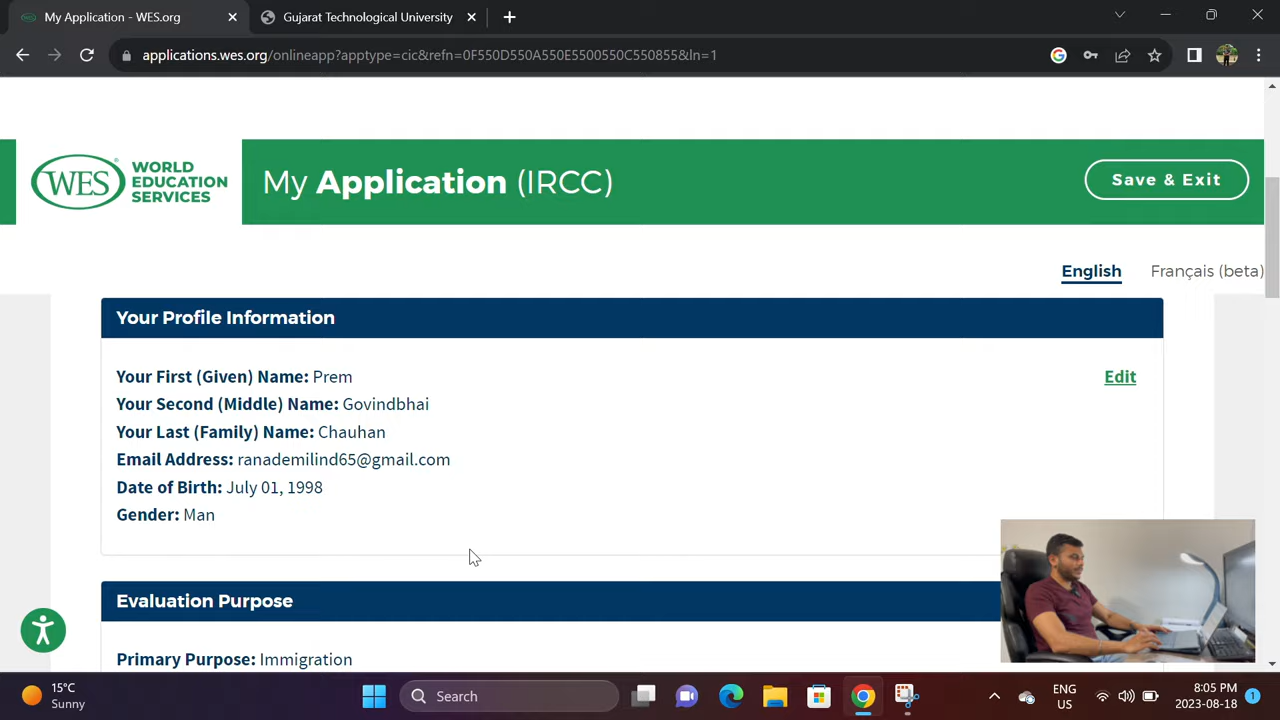 My Application - WES.org
Gujarat Technological University
applications.wes.org/onlineapp?apptype=cic&refn=0F550D550A550E5500550C550855&ln=1
WES
WORLD
EDUCATION
SERVICES
My Application (IRCC)
Save & Exit
English
Français (beta)
Your Profile Information
Your First (Given) Name: Prem
Edit
Your Second (Middle) Name: Govindbhai
Your Last (Family) Name: Chauhan
Email Address: ranademilind65@gmail.com
Date of Birth: July 01, 1998
Gender: Man
Evaluation Purpose
Primary Purpose: Immigration
15°C
Sunny
Search
ENG
US
8:05 PM
2023-08-18
1